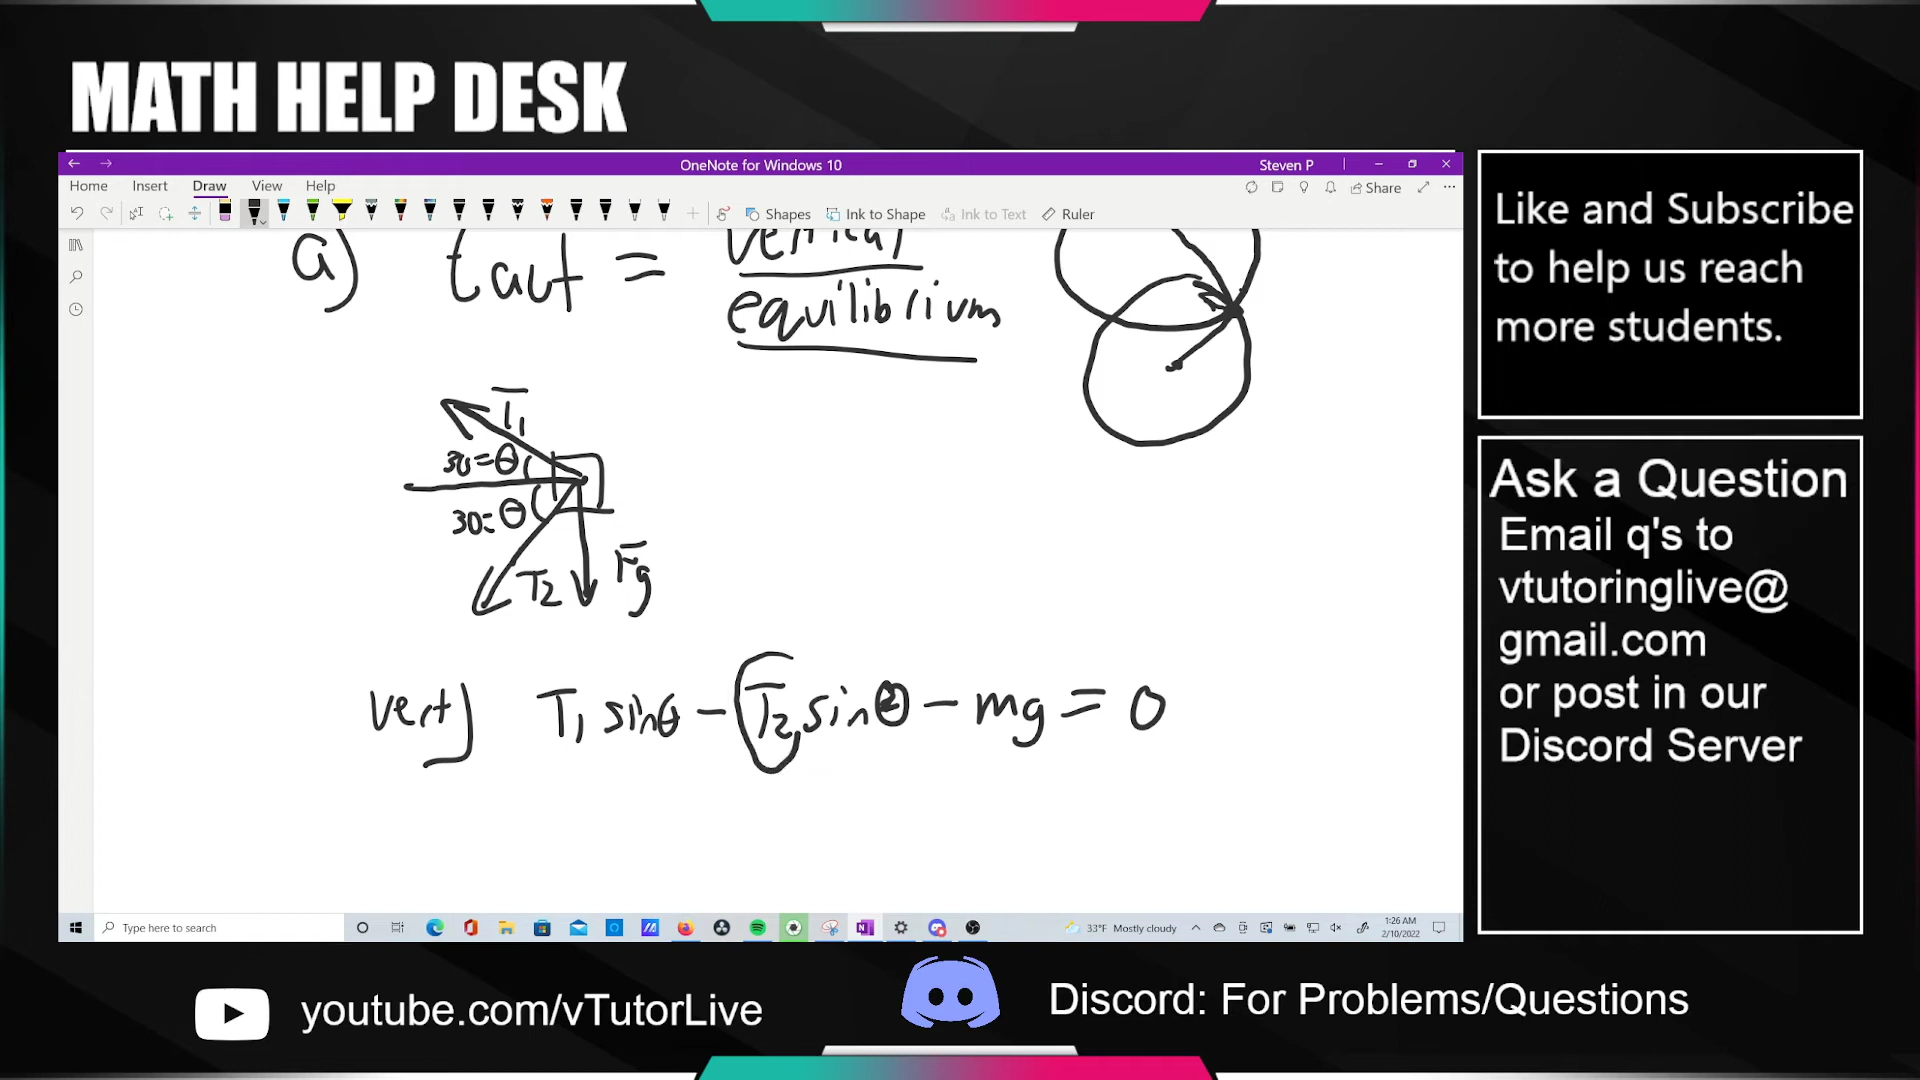 MATH HELP DESK
OneNote for Windows 10
Steven P
Home Insert Draw View Help
Share
Shapes Ink to Shape Ink to Text Ruler
a) taut = vertical
equilibrium
T₁
30=θ
30=θ
T₂
Fg
vert] T₁ sinθ - T₂ sinθ - mg = 0
Type here to search
33°F Mostly cloudy
1:26 AM
2/10/2022
Like and Subscribe
to help us reach
more students.
Ask a Question
Email q's to
vtutoringlive@
gmail.com
or post in our
Discord Server
youtube.com/vTutorLive
Discord: For Problems/Questions